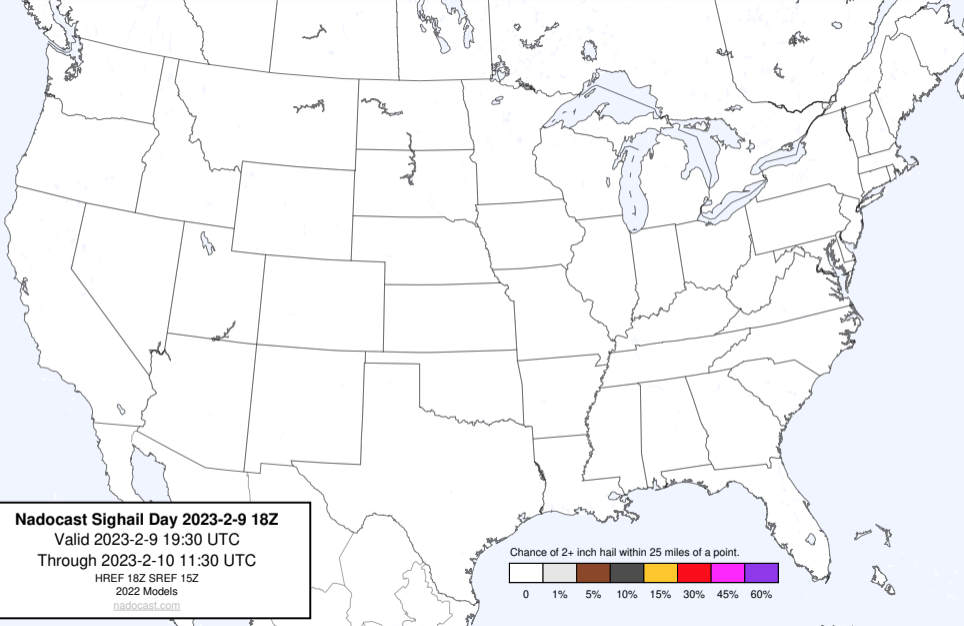 Nadocast Sighail Day 2023-2-9 18Z
Valid 2023-2-9 19:30 UTC
Through 2023-2-10 11:30 UTC
HREF 18Z SREF 15Z
2022 Models
nadocast.com
Chance of 2+ inch hail within 25 miles of a point.
0 1% 5% 10% 15% 30% 45% 60%